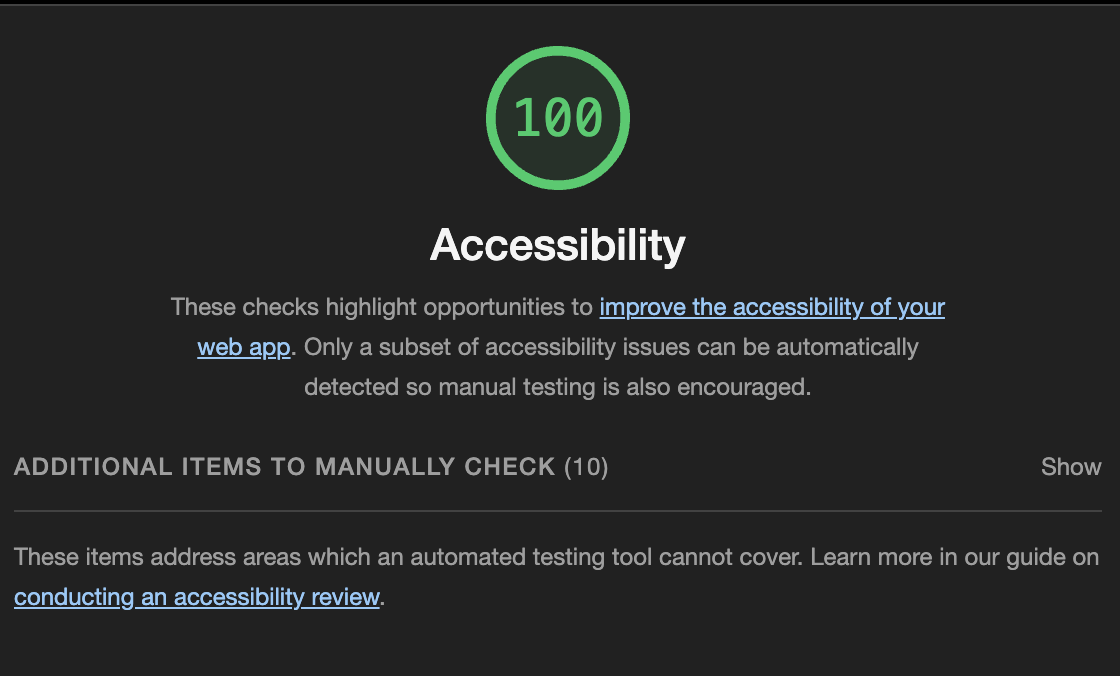 100
Accessibility
These checks highlight opportunities to improve the accessibility of your
web app. Only a subset of accessibility issues can be automatically
detected so manual testing is also encouraged.
ADDITIONAL ITEMS TO MANUALLY CHECK (10) Show
These items address areas which an automated testing tool cannot cover. Learn more in our guide on
conducting an accessibility review.